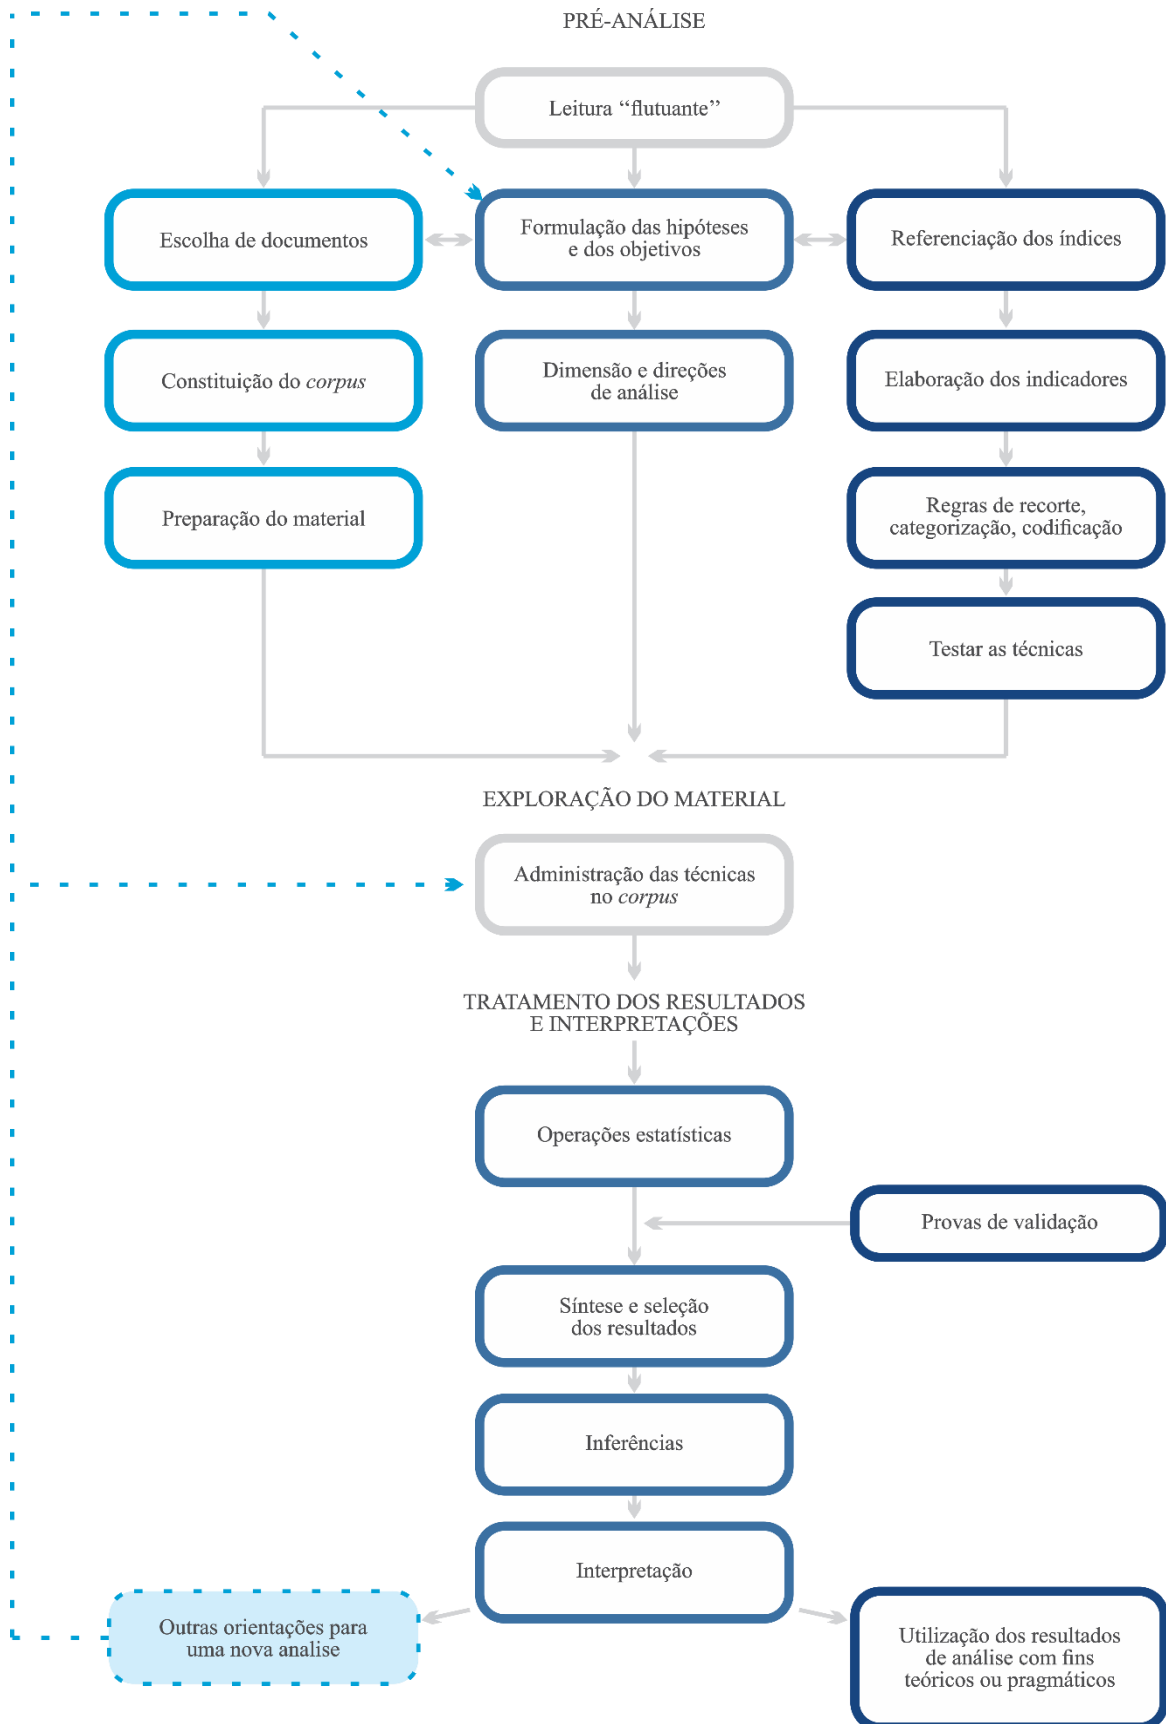 PRÉ-ANÁLISE
Leitura “flutuante”
Escolha de documentos
Formulação das hipóteses
e dos objetivos
Referenciação dos índices
Constituição do corpus
Dimensão e direções
de análise
Elaboração dos indicadores
Preparação do material
Regras de recorte,
categorização, codificação
Testar as técnicas
EXPLORAÇÃO DO MATERIAL
Administração das técnicas
no corpus
TRATAMENTO DOS RESULTADOS
E INTERPRETAÇÕES
Operações estatísticas
Provas de validação
Síntese e seleção
dos resultados
Inferências
Interpretação
Outras orientações para
uma nova analise
Utilização dos resultados
de análise com fins
teóricos ou pragmáticos